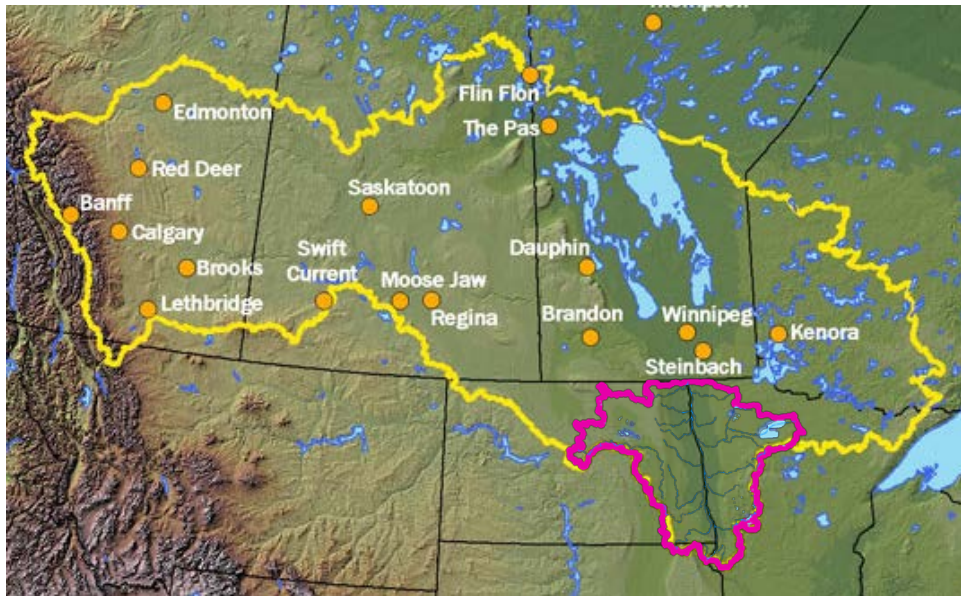 Thompson
Flin Flon
Edmonton
The Pas
Red Deer
Saskatoon
Banff
Calgary
Dauphin
Swift
Current
Brooks
Moose Jaw
Lethbridge
Regina
Brandon
Winnipeg
Kenora
Steinbach